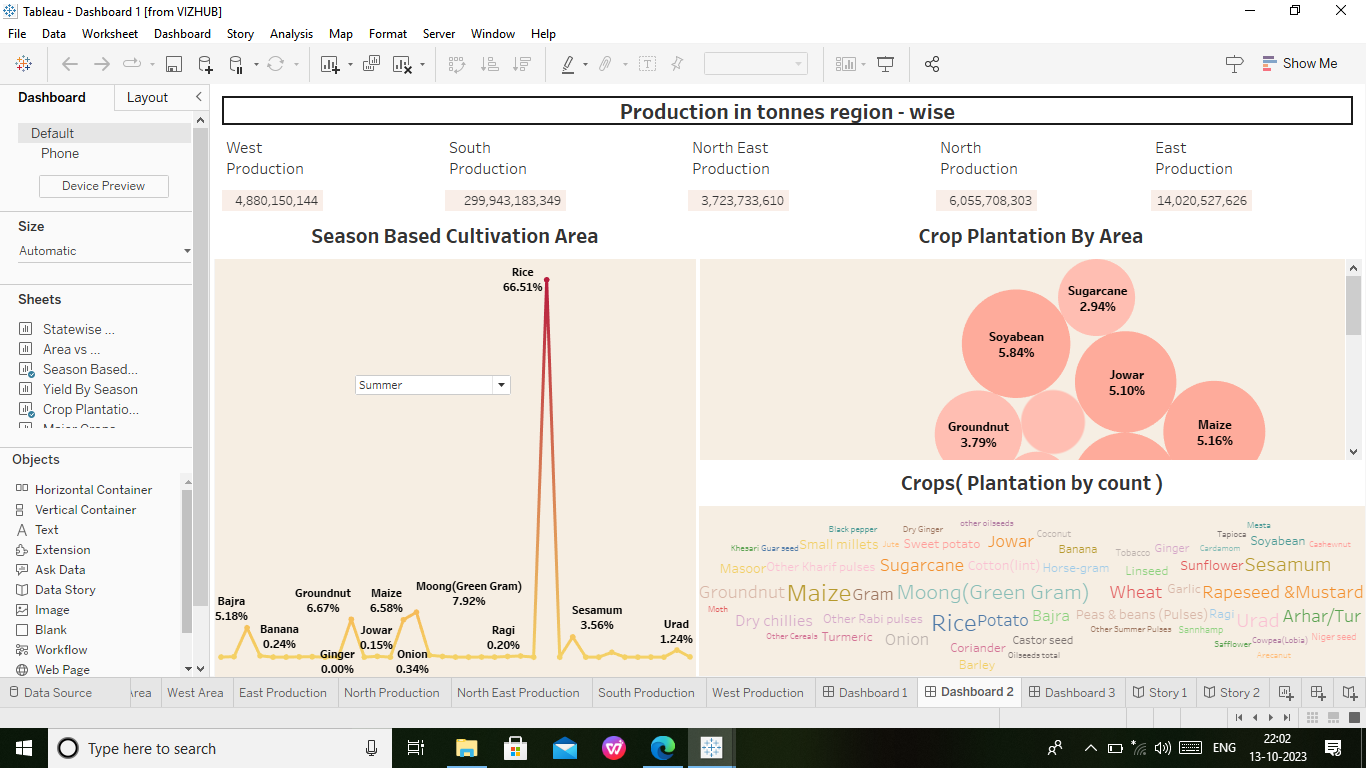 Tableau - Dashboard 1 [from VIZHUB]
File Data Worksheet Dashboard Story Analysis Map Format Server Window Help
Show Me
Dashboard Layout
Default
Phone
Device Preview
Size
Automatic
Sheets
Statewise ...
Area vs ...
Season Based...
Yield By Season
Crop Plantatio...
Objects
Horizontal Container
Vertical Container
Text
Extension
Ask Data
Data Story
Image
Blank
Workflow
Web Page
Production in tonnes region - wise
West
Production
4,880,150,144
South
Production
299,943,183,349
North East
Production
3,723,733,610
North
Production
6,055,708,303
East
Production
14,020,527,626
Season Based Cultivation Area
Rice
66.51%
Summer
Bajra
5.18%
Banana
0.24%
Groundnut
6.67%
Ginger
0.00%
Jowar
0.15%
Maize
6.58%
Onion
0.34%
Moong(Green Gram)
7.92%
Ragi
0.20%
Sesamum
3.56%
Urad
1.24%
Crop Plantation By Area
Sugarcane
2.94%
Soyabean
5.84%
Jowar
5.10%
Groundnut
3.79%
Maize
5.16%
Crops( Plantation by count )
Black pepper Dry Ginger other oilseeds Coconut Tapioca Mesta
Khesari Guar seed Small millets Jute Sweet potato Jowar Banana Tobacco Ginger Cardamom Soyabean Cashewnut
Masoor Other Kharif pulses Sugarcane Cotton(lint) Horse-gram Linseed Sunflower Sesamum
Groundnut Maize Gram Moong(Green Gram) Wheat Garlic Rapeseed &Mustard
Moth Dry chillies Other Rabi pulses Rice Potato Bajra Peas & beans (Pulses) Ragi Urad Arhar/Tur
Other Cereals Turmeric Onion Castor seed Other Summer Pulses Sannhamp Safflower Cowpea(Lobia) Niger seed
Coriander Oilseeds total Arecanut
Barley
Data Source West Area East Production North Production North East Production South Production West Production Dashboard 1 Dashboard 2 Dashboard 3 Story 1 Story 2
Type here to search
ENG
22:02
13-10-2023